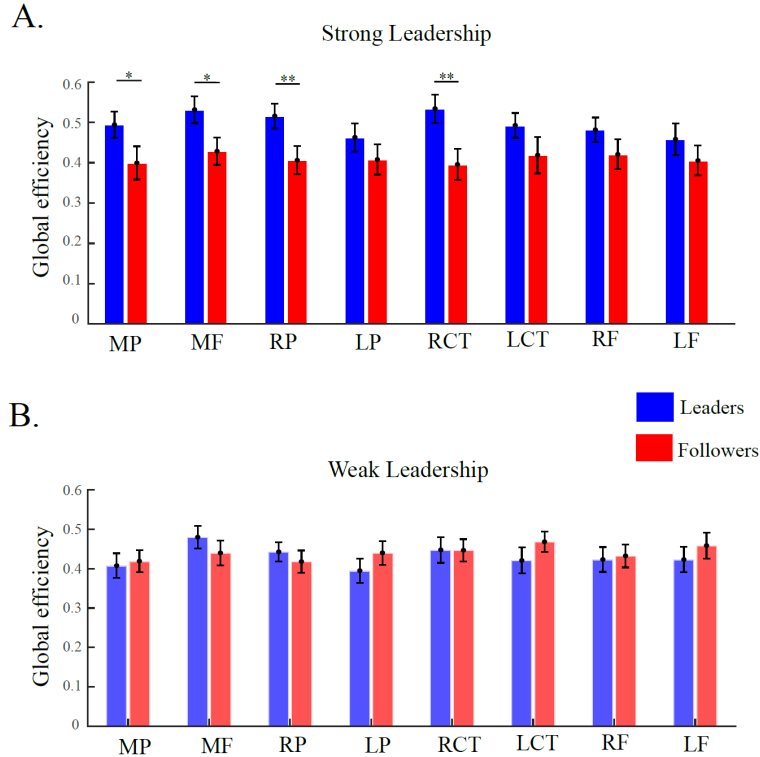 A.
Strong Leadership
* * ** **
Global efficiency
0.6
0.5
0.4
0.3
0.2
0.1
0
MP MF RP LP RCT LCT RF LF
Leaders
Followers
B.
Weak Leadership
Global efficiency
0.6
0.5
0.4
0.3
0.2
0.1
0
MP MF RP LP RCT LCT RF LF